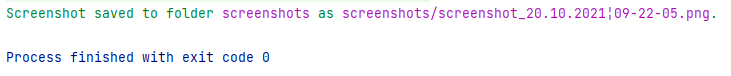 Screenshot saved to folder screenshots as screenshots/screenshot_20.10.2021¦09-22-05.png.
Process finished with exit code 0